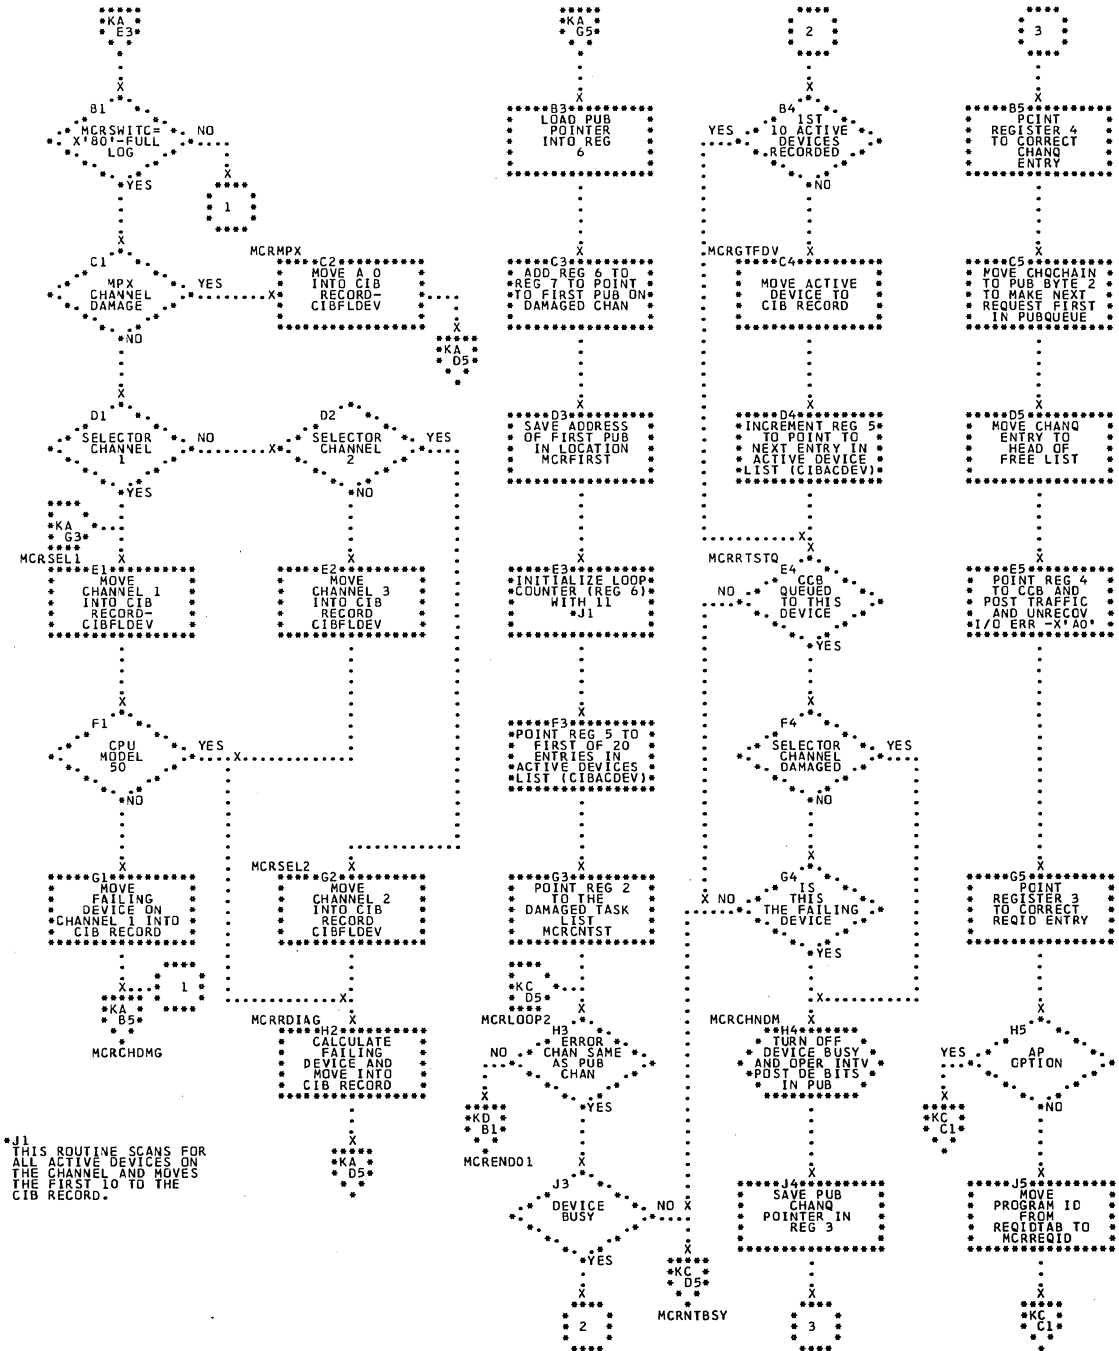 KA
E3
B1
MCRSWITC=
X'80'-FULL
LOG
NO
YES
1
C1
MPX
CHANNEL
DAMAGE
YES
NO
MCRMPX
C2
MOVE A 0
INTO CIB
RECORD-
CIBFLDEV
KA
D5
D1
SELECTOR
CHANNEL
1
NO
YES
D2
SELECTOR
CHANNEL
2
YES
NO
KA
G3
MCRSEL1
E1
MOVE
CHANNEL 1
INTO CIB
RECORD-
CIBFLDEV
E2
MOVE
CHANNEL 3
INTO CIB
RECORD
CIBFLDEV
F1
CPU
MODEL
50
YES
NO
G1
MOVE
FAILING
DEVICE ON
CHANNEL 1 INTO
CIB RECORD
MCRSEL2
G2
MOVE
CHANNEL 2
INTO CIB
RECORD
CIBFLDEV
1
KA
B5
MCRCHDMG
MCRRDIAG
H2
CALCULATE
FAILING
DEVICE AND
MOVE INTO
CIB RECORD
KA
D5
*J1
THIS ROUTINE SCANS FOR
ALL ACTIVE DEVICES ON
THE CHANNEL AND MOVES
THE FIRST 10 TO THE
CIB RECORD.
KA
G5
B3
LOAD PUB
POINTER
INTO REG
6
C3
ADD REG 6 TO
REG 7 TO POINT
TO FIRST PUB ON
DAMAGED CHAN
D3
SAVE ADDRESS
OF FIRST PUB
IN LOCATION
MCRFIRST
E3
INITIALIZE LOOP
COUNTER (REG 6)
WITH 11
*J1
F3
POINT REG 5 TO
FIRST OF 20
ENTRIES IN
ACTIVE DEVICES
LIST (CIBACDEV)
G3
POINT REG 2
TO THE
DAMAGED TASK
LIST
MCRCNTST
KC
D5
MCRLOOP2
H3
ERROR
CHAN SAME
AS PUB
CHAN
NO
YES
KD
B1
MCREND01
J3
DEVICE
BUSY
NO
YES
KC
D5
MCRNTBSY
2
2
B4
1ST
10 ACTIVE
DEVICES
RECORDED
YES
NO
MCRGTFDV
C4
MOVE ACTIVE
DEVICE TO
CIB RECORD
D4
INCREMENT REG 5
TO POINT TO
NEXT ENTRY IN
ACTIVE DEVICE
LIST (CIBACDEV)
MCRRTSTQ
E4
CCB
QUEUED
TO THIS
DEVICE
NO
YES
F4
SELECTOR
CHANNEL
DAMAGED
YES
NO
G4
IS
THIS
THE FAILING
DEVICE
NO
YES
MCRCHNDM
H4
TURN OFF
DEVICE BUSY
AND OPER INTV
POST DE BITS
IN PUB
J4
SAVE PUB
CHANQ
POINTER IN
REG 3
3
3
B5
POINT
REGISTER 4
TO CORRECT
CHANQ
ENTRY
C5
MOVE CHQCHAIN
TO PUB BYTE 2
TO MAKE NEXT
REQUEST FIRST
IN PUBQUEUE
D5
MOVE CHANQ
ENTRY TO
HEAD OF
FREE LIST
E5
POINT REG 4
TO CCB AND
POST TRAFFIC
AND UNRECOV
I/O ERR -X'A0'
G5
POINT
REGISTER 3
TO CORRECT
REQID ENTRY
H5
AP
OPTION
YES
NO
KC
C1
J5
MOVE
PROGRAM ID
FROM
REQIDTAB TO
MCRREQID
KC
C1